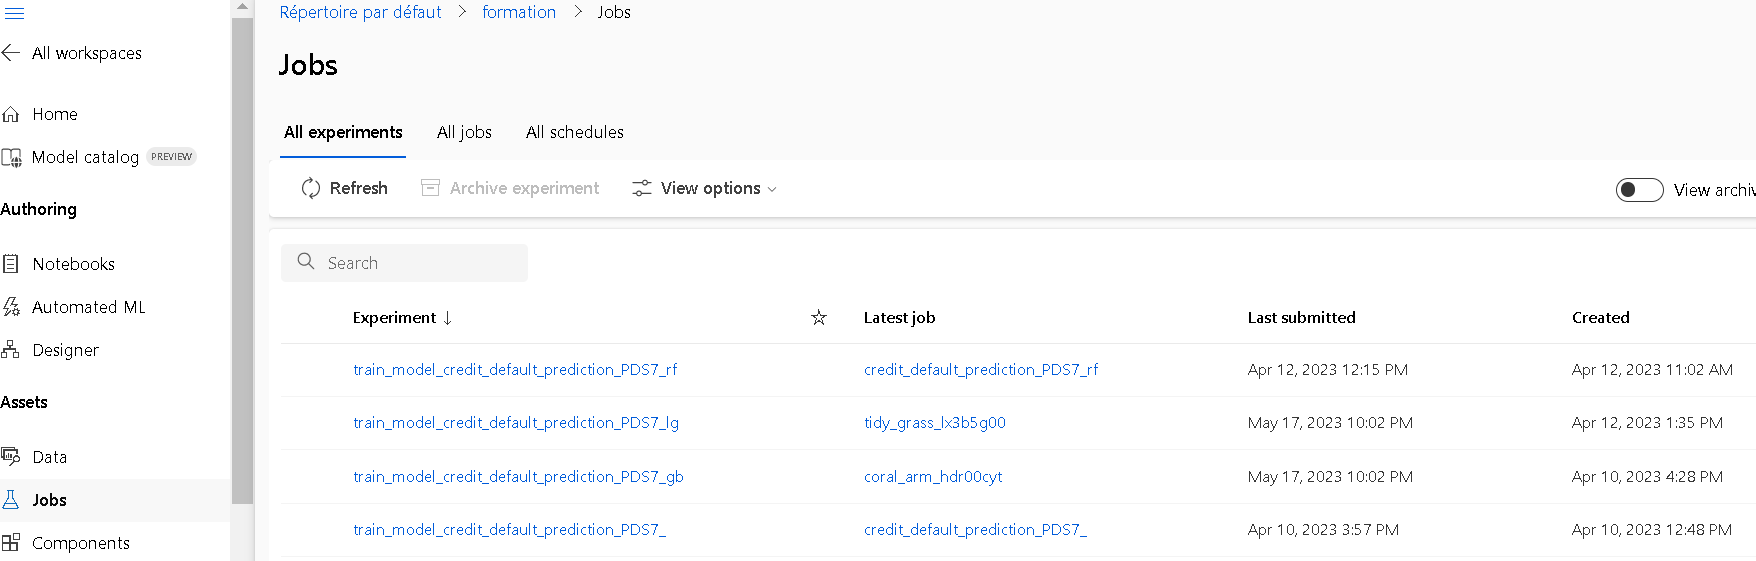 Répertoire par défaut > formation > Jobs
All workspaces
Home
Model catalog PREVIEW
Authoring
Notebooks
Automated ML
Designer
Assets
Data
Jobs
Components
Jobs
All experiments All jobs All schedules
Refresh Archive experiment View options View archiv
Search
Experiment ↓ ☆ Latest job Last submitted Created
train_model_credit_default_prediction_PDS7_rf credit_default_prediction_PDS7_rf Apr 12, 2023 12:15 PM Apr 12, 2023 11:02 AM
train_model_credit_default_prediction_PDS7_lg tidy_grass_lx3b5g00 May 17, 2023 10:02 PM Apr 12, 2023 1:35 PM
train_model_credit_default_prediction_PDS7_gb coral_arm_hdr00cyt May 17, 2023 10:02 PM Apr 10, 2023 4:28 PM
train_model_credit_default_prediction_PDS7_ credit_default_prediction_PDS7_ Apr 10, 2023 3:57 PM Apr 10, 2023 12:48 PM